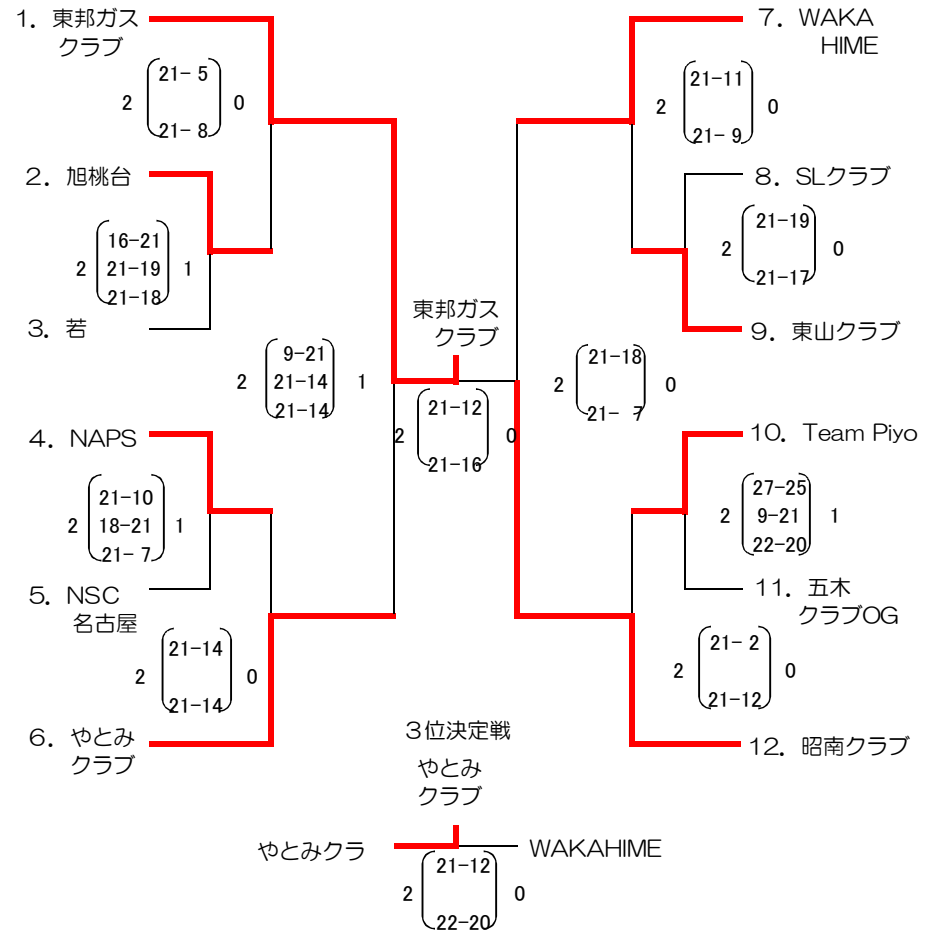 1. 東邦ガス
クラブ
2 21- 5 0
21- 8
2. 旭桃台
16-21
2 21-19 1
21-18
3. 若
9-21
2 21-14 1
21-14
4. NAPS
21-10
2 18-21 1
21- 7
5. NSC
名古屋
21-14
2 0
21-14
6. やとみ
クラブ
東邦ガス
クラブ
21-12
2 0
21-16
7. WAKA
HIME
21-11
2 0
21- 9
8. SLクラブ
21-19
2 0
21-17
9. 東山クラブ
21-18
2 0
21- 7
10. Team Piyo
27-25
2 9-21 1
22-20
11. 五木
クラブOG
21- 2
2 0
21-12
12. 昭南クラブ
3位決定戦
やとみ
クラブ
やとみクラ WAKAHIME
21-12
2 0
22-20